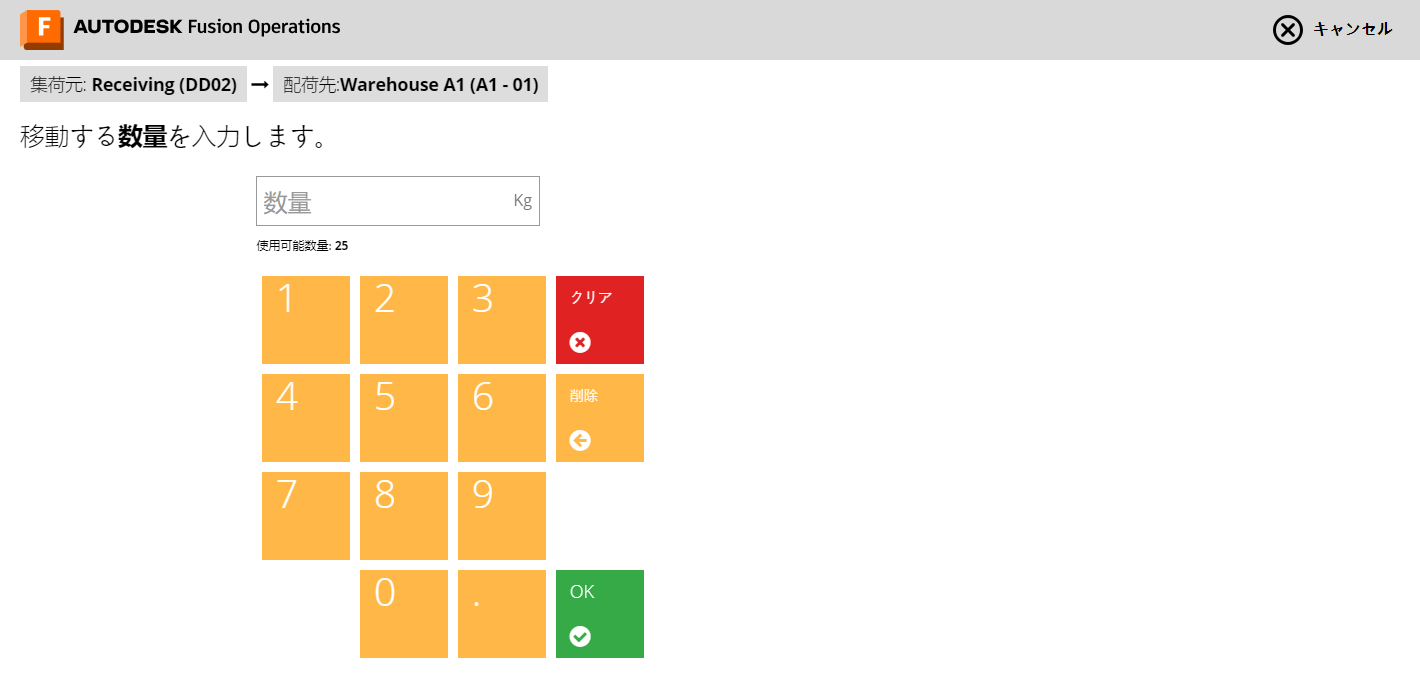 F AUTODESK Fusion Operations
キャンセル
集荷元: Receiving (DD02) → 配荷先:Warehouse A1 (A1 - 01)
移動する数量を入力します。
数量 Kg
使用可能数量: 25
1 2 3 クリア
4 5 6 削除
7 8 9
0 . OK